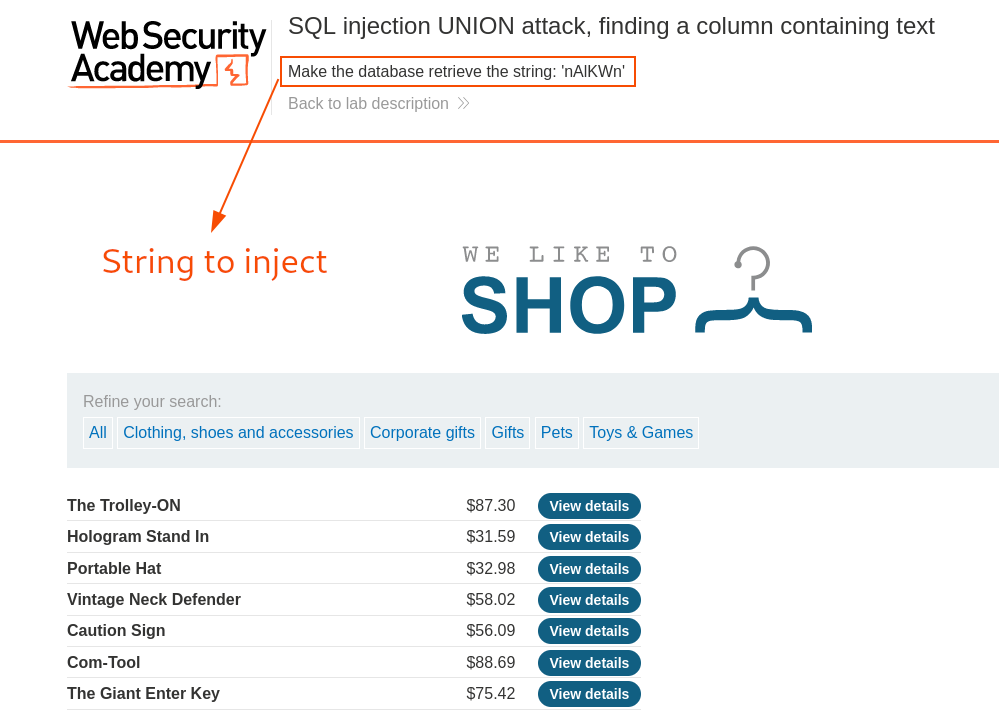 Web Security
Academy
SQL injection UNION attack, finding a column containing text
Make the database retrieve the string: 'nAlKWn'
Back to lab description
String to inject
WE LIKE TO
SHOP
Refine your search:
All Clothing, shoes and accessories Corporate gifts Gifts Pets Toys & Games
The Trolley-ON $87.30 View details
Hologram Stand In $31.59 View details
Portable Hat $32.98 View details
Vintage Neck Defender $58.02 View details
Caution Sign $56.09 View details
Com-Tool $88.69 View details
The Giant Enter Key $75.42 View details